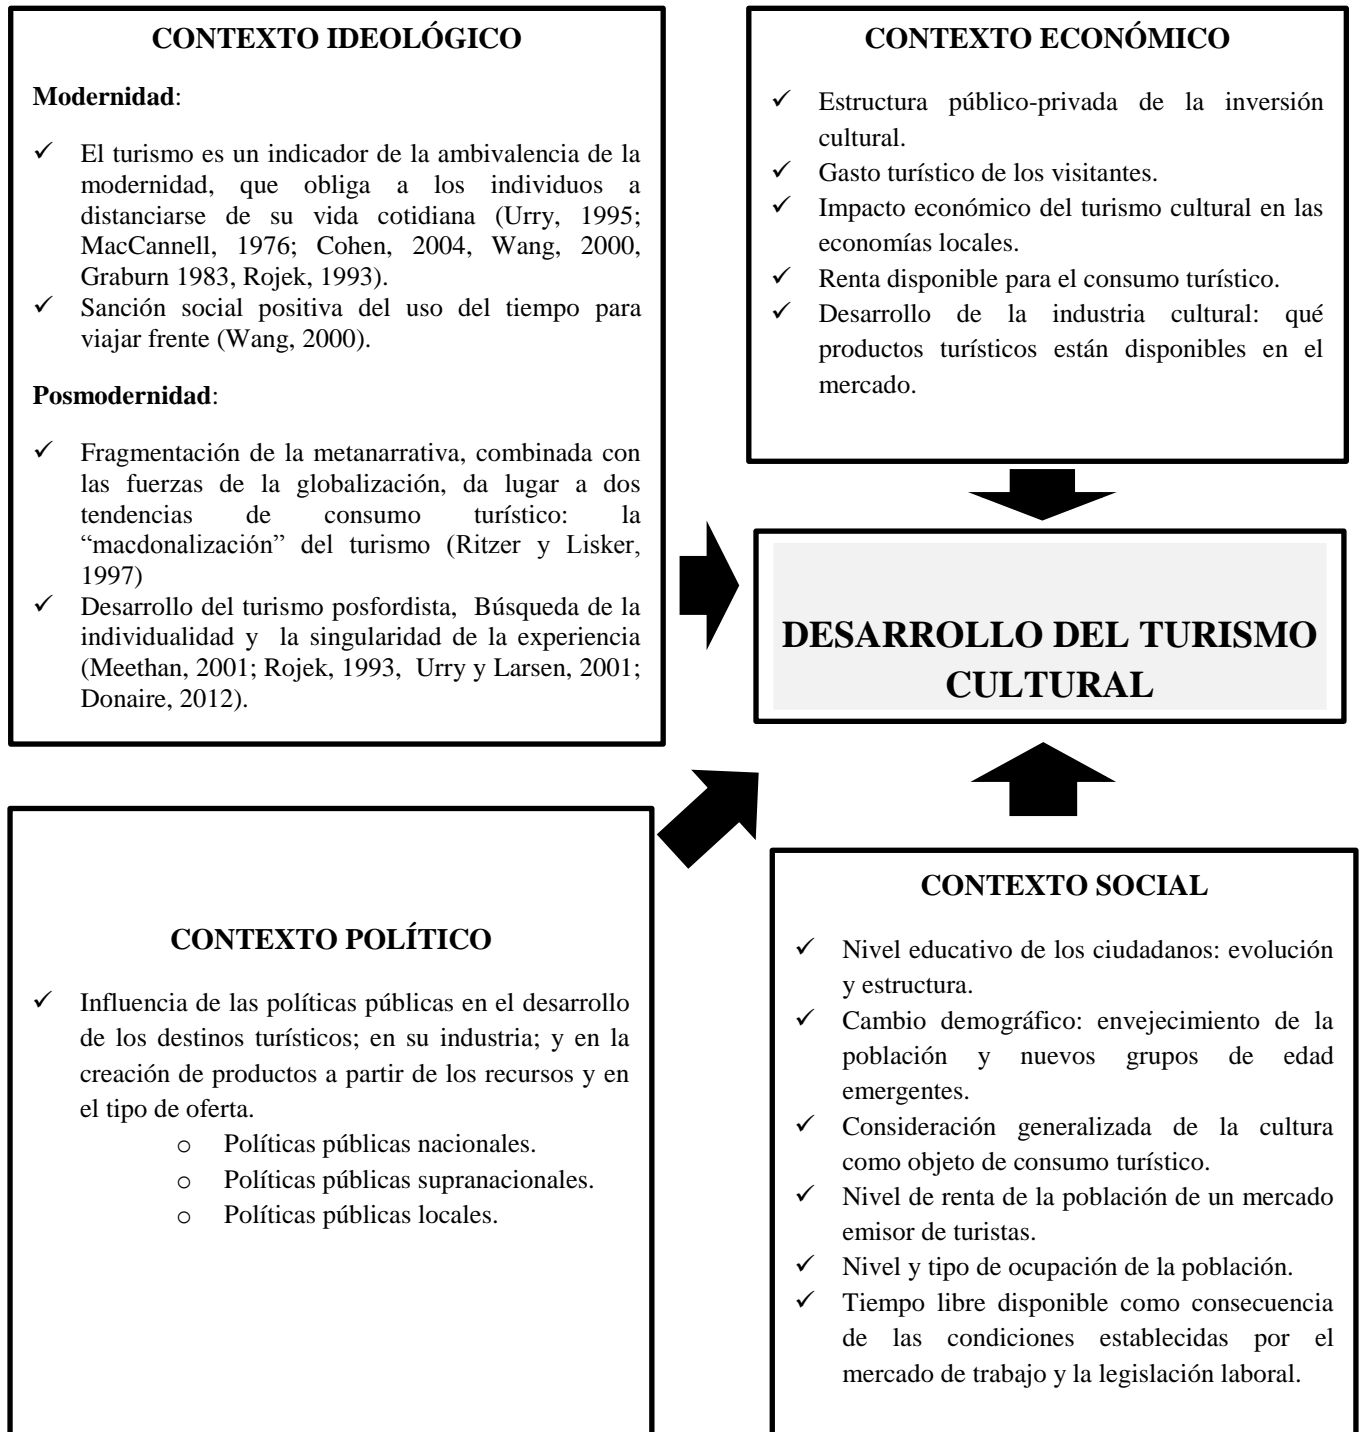 CONTEXTO IDEOLÓGICO
Modernidad:
✓ El turismo es un indicador de la ambivalencia de la
modernidad, que obliga a los individuos a
distanciarse de su vida cotidiana (Urry, 1995;
MacCannell, 1976; Cohen, 2004, Wang, 2000,
Graburn 1983, Rojek, 1993).
✓ Sanción social positiva del uso del tiempo para
viajar frente (Wang, 2000).
Posmodernidad:
✓ Fragmentación de la metanarrativa, combinada con
las fuerzas de la globalización, da lugar a dos
tendencias de consumo turístico: la
“macdonalización” del turismo (Ritzer y Lisker,
1997)
✓ Desarrollo del turismo posfordista, Búsqueda de la
individualidad y la singularidad de la experiencia
(Meethan, 2001; Rojek, 1993, Urry y Larsen, 2001;
Donaire, 2012).
CONTEXTO ECONÓMICO
✓ Estructura público-privada de la inversión
cultural.
✓ Gasto turístico de los visitantes.
✓ Impacto económico del turismo cultural en las
economías locales.
✓ Renta disponible para el consumo turístico.
✓ Desarrollo de la industria cultural: qué
productos turísticos están disponibles en el
mercado.
DESARROLLO DEL TURISMO
CULTURAL
CONTEXTO POLÍTICO
✓ Influencia de las políticas públicas en el desarrollo
de los destinos turísticos; en su industria; y en la
creación de productos a partir de los recursos y en
el tipo de oferta.
o Políticas públicas nacionales.
o Políticas públicas supranacionales.
o Políticas públicas locales.
CONTEXTO SOCIAL
✓ Nivel educativo de los ciudadanos: evolución
y estructura.
✓ Cambio demográfico: envejecimiento de la
población y nuevos grupos de edad
emergentes.
✓ Consideración generalizada de la cultura
como objeto de consumo turístico.
✓ Nivel de renta de la población de un mercado
emisor de turistas.
✓ Nivel y tipo de ocupación de la población.
✓ Tiempo libre disponible como consecuencia
de las condiciones establecidas por el
mercado de trabajo y la legislación laboral.